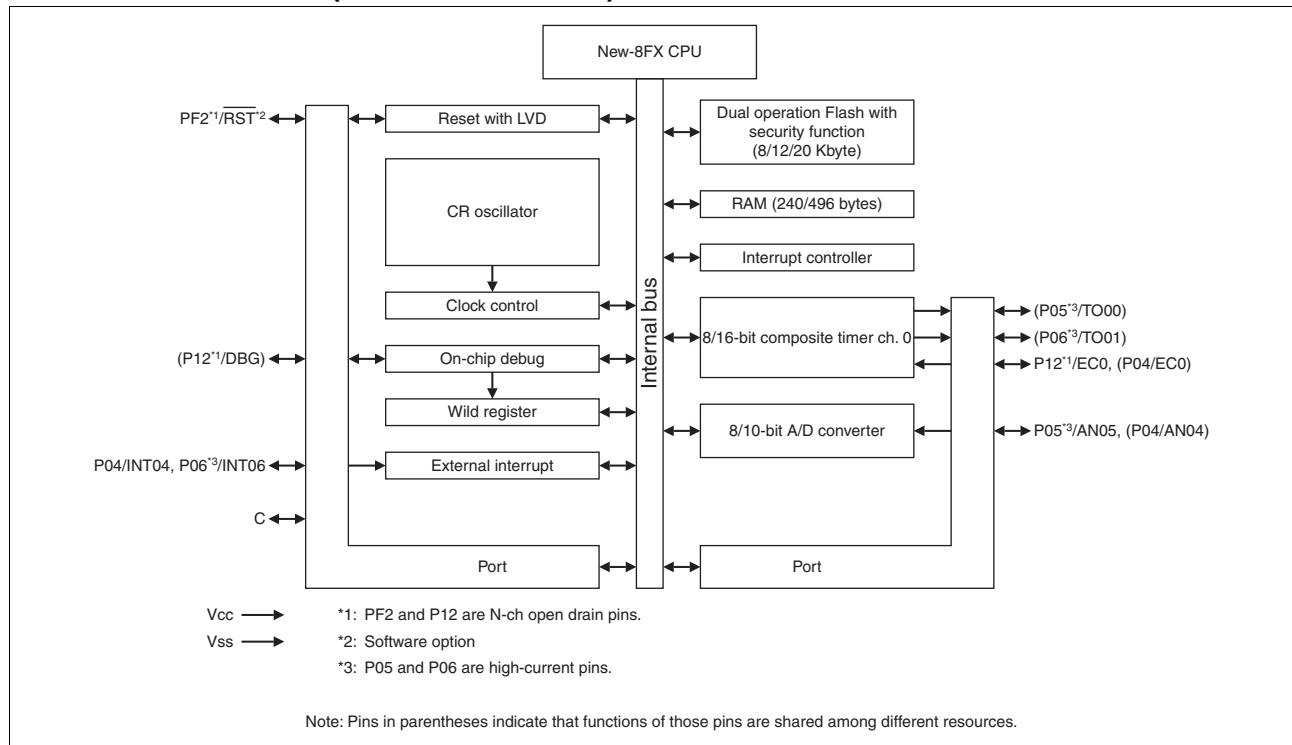 New-8FX CPU
PF2*1/RST*2
Reset with LVD
Dual operation Flash with
security function
(8/12/20 Kbyte)
CR oscillator
RAM (240/496 bytes)
Interrupt controller
Clock control
Internal bus
8/16-bit composite timer ch. 0
(P05*3/TO00)
(P06*3/TO01)
P12*1/EC0, (P04/EC0)
(P12*1/DBG)
On-chip debug
Wild register
8/10-bit A/D converter
P05*3/AN05, (P04/AN04)
P04/INT04, P06*3/INT06
External interrupt
C
Port
Port
Vcc
*1: PF2 and P12 are N-ch open drain pins.
Vss
*2: Software option
*3: P05 and P06 are high-current pins.
Note: Pins in parentheses indicate that functions of those pins are shared among different resources.